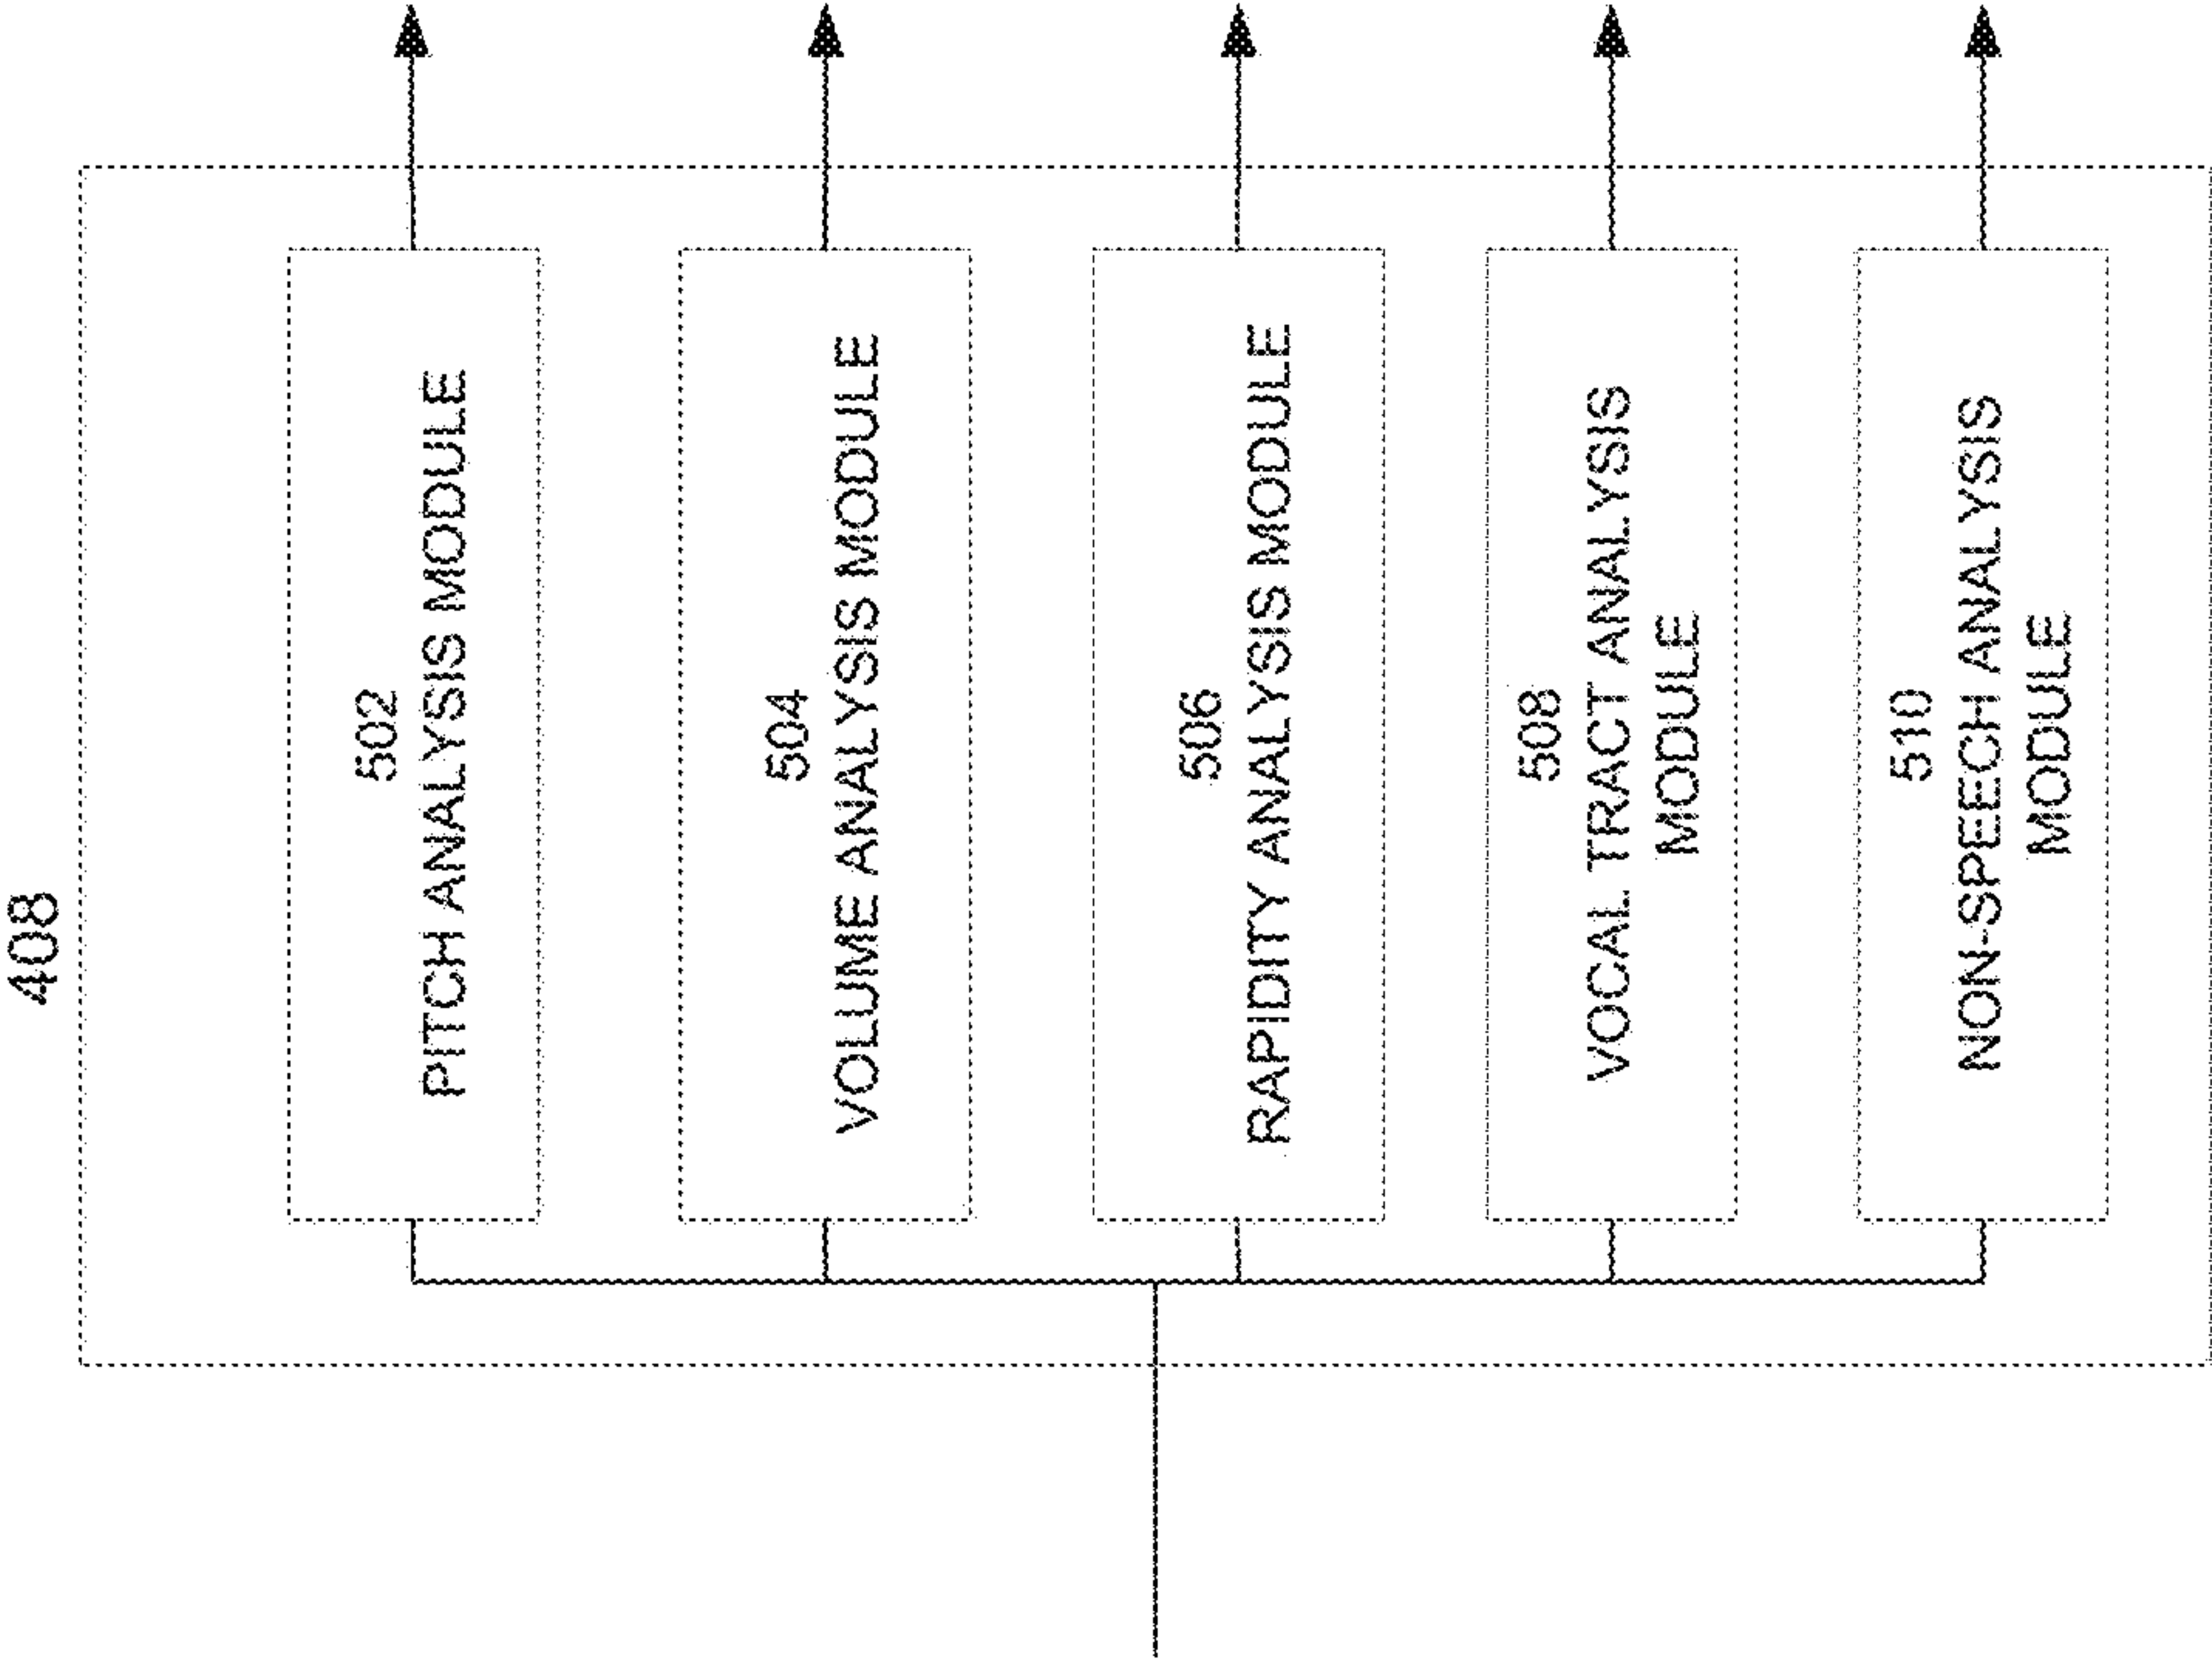 408
502
PITCH ANALYSIS MODULE
504
VOLUME ANALYSIS MODULE
506
RAPIDITY ANALYSIS MODULE
508
VOCAL TRACT ANALYSIS
MODULE
510
NON-SPEECH ANALYSIS
MODULE